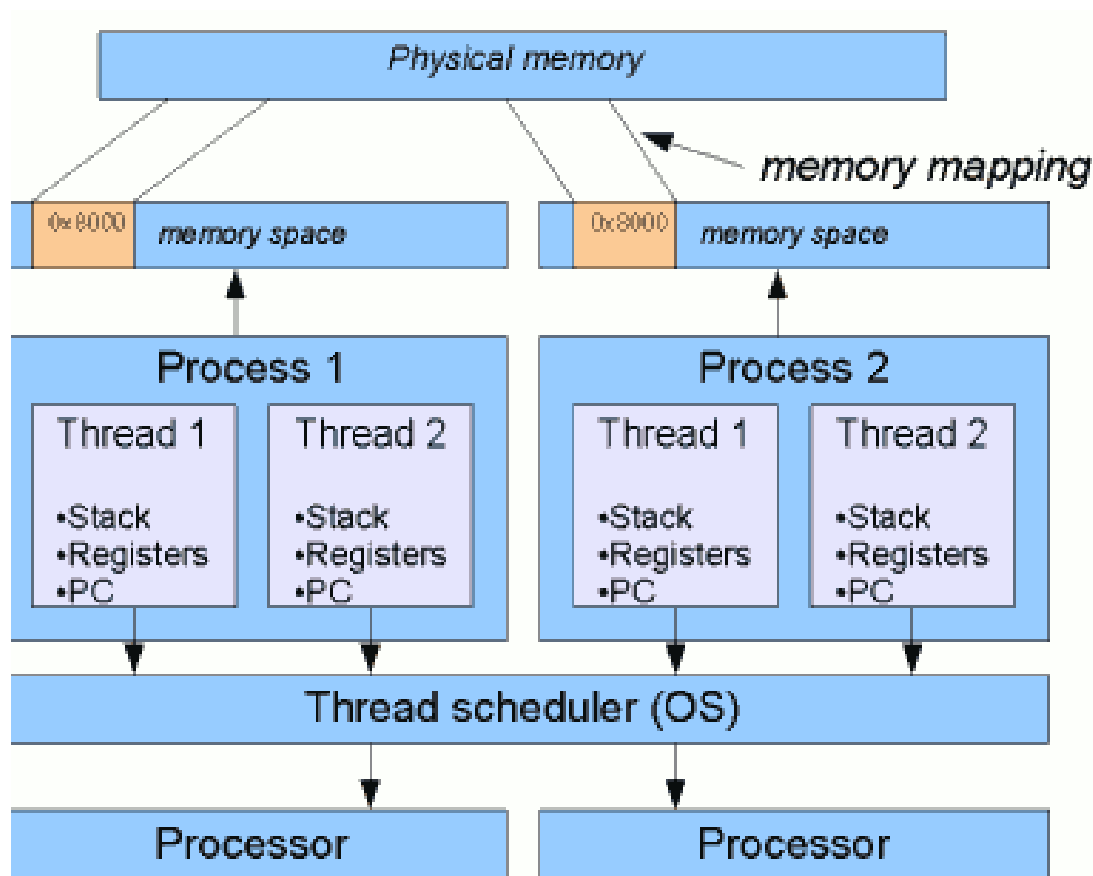 Physical memory
memory mapping
0x8000 memory space
0x8000 memory space
Process 1
Process 2
Thread 1
Thread 2
Thread 1
Thread 2
•Stack
•Registers
•PC
•Stack
•Registers
•PC
•Stack
•Registers
•PC
•Stack
•Registers
•PC
Thread scheduler (OS)
Processor
Processor